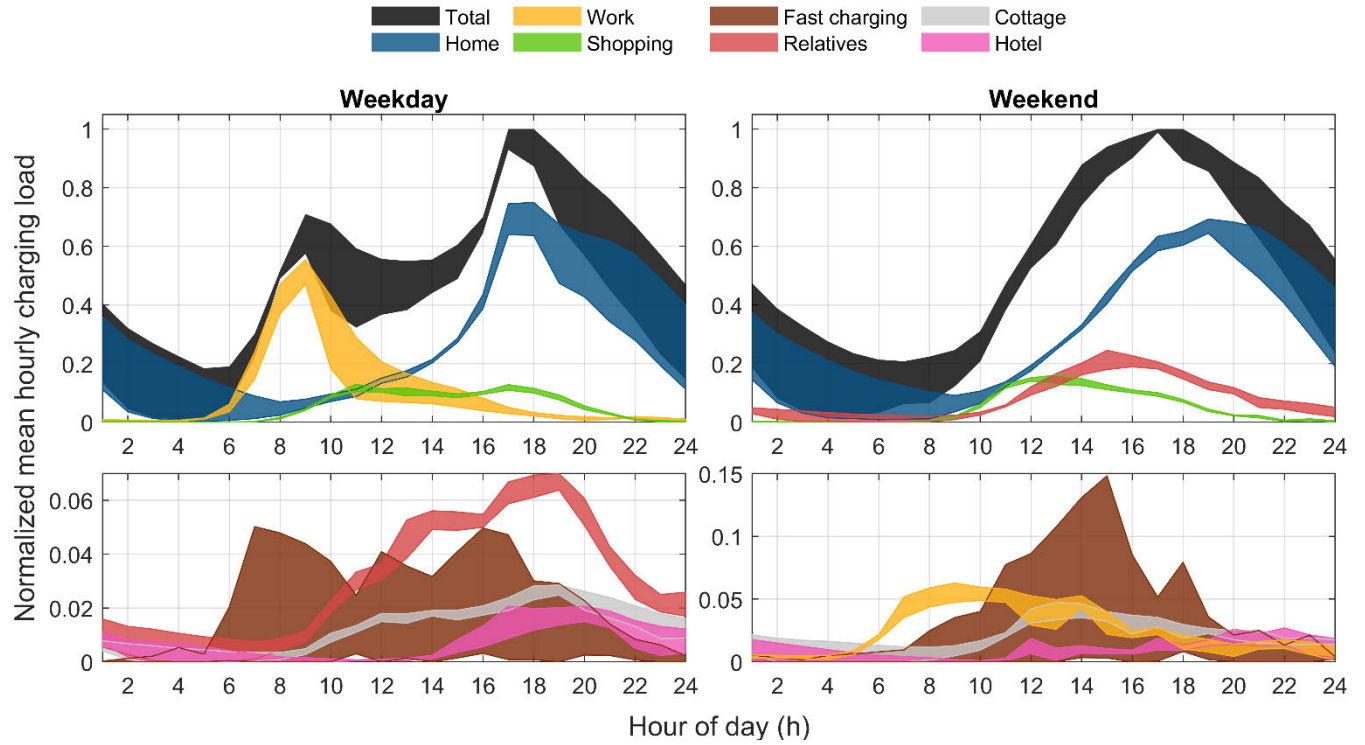 Total Work Fast charging Cottage
Home Shopping Relatives Hotel
Weekday Weekend
Normalized mean hourly charging load
1
0.8
0.6
0.4
0.2
0
2 4 6 8 10 12 14 16 18 20 22 24
1
0.8
0.6
0.4
0.2
0
2 4 6 8 10 12 14 16 18 20 22 24
0.06
0.04
0.02
0
2 4 6 8 10 12 14 16 18 20 22 24
0.15
0.1
0.05
0
2 4 6 8 10 12 14 16 18 20 22 24
Hour of day (h)